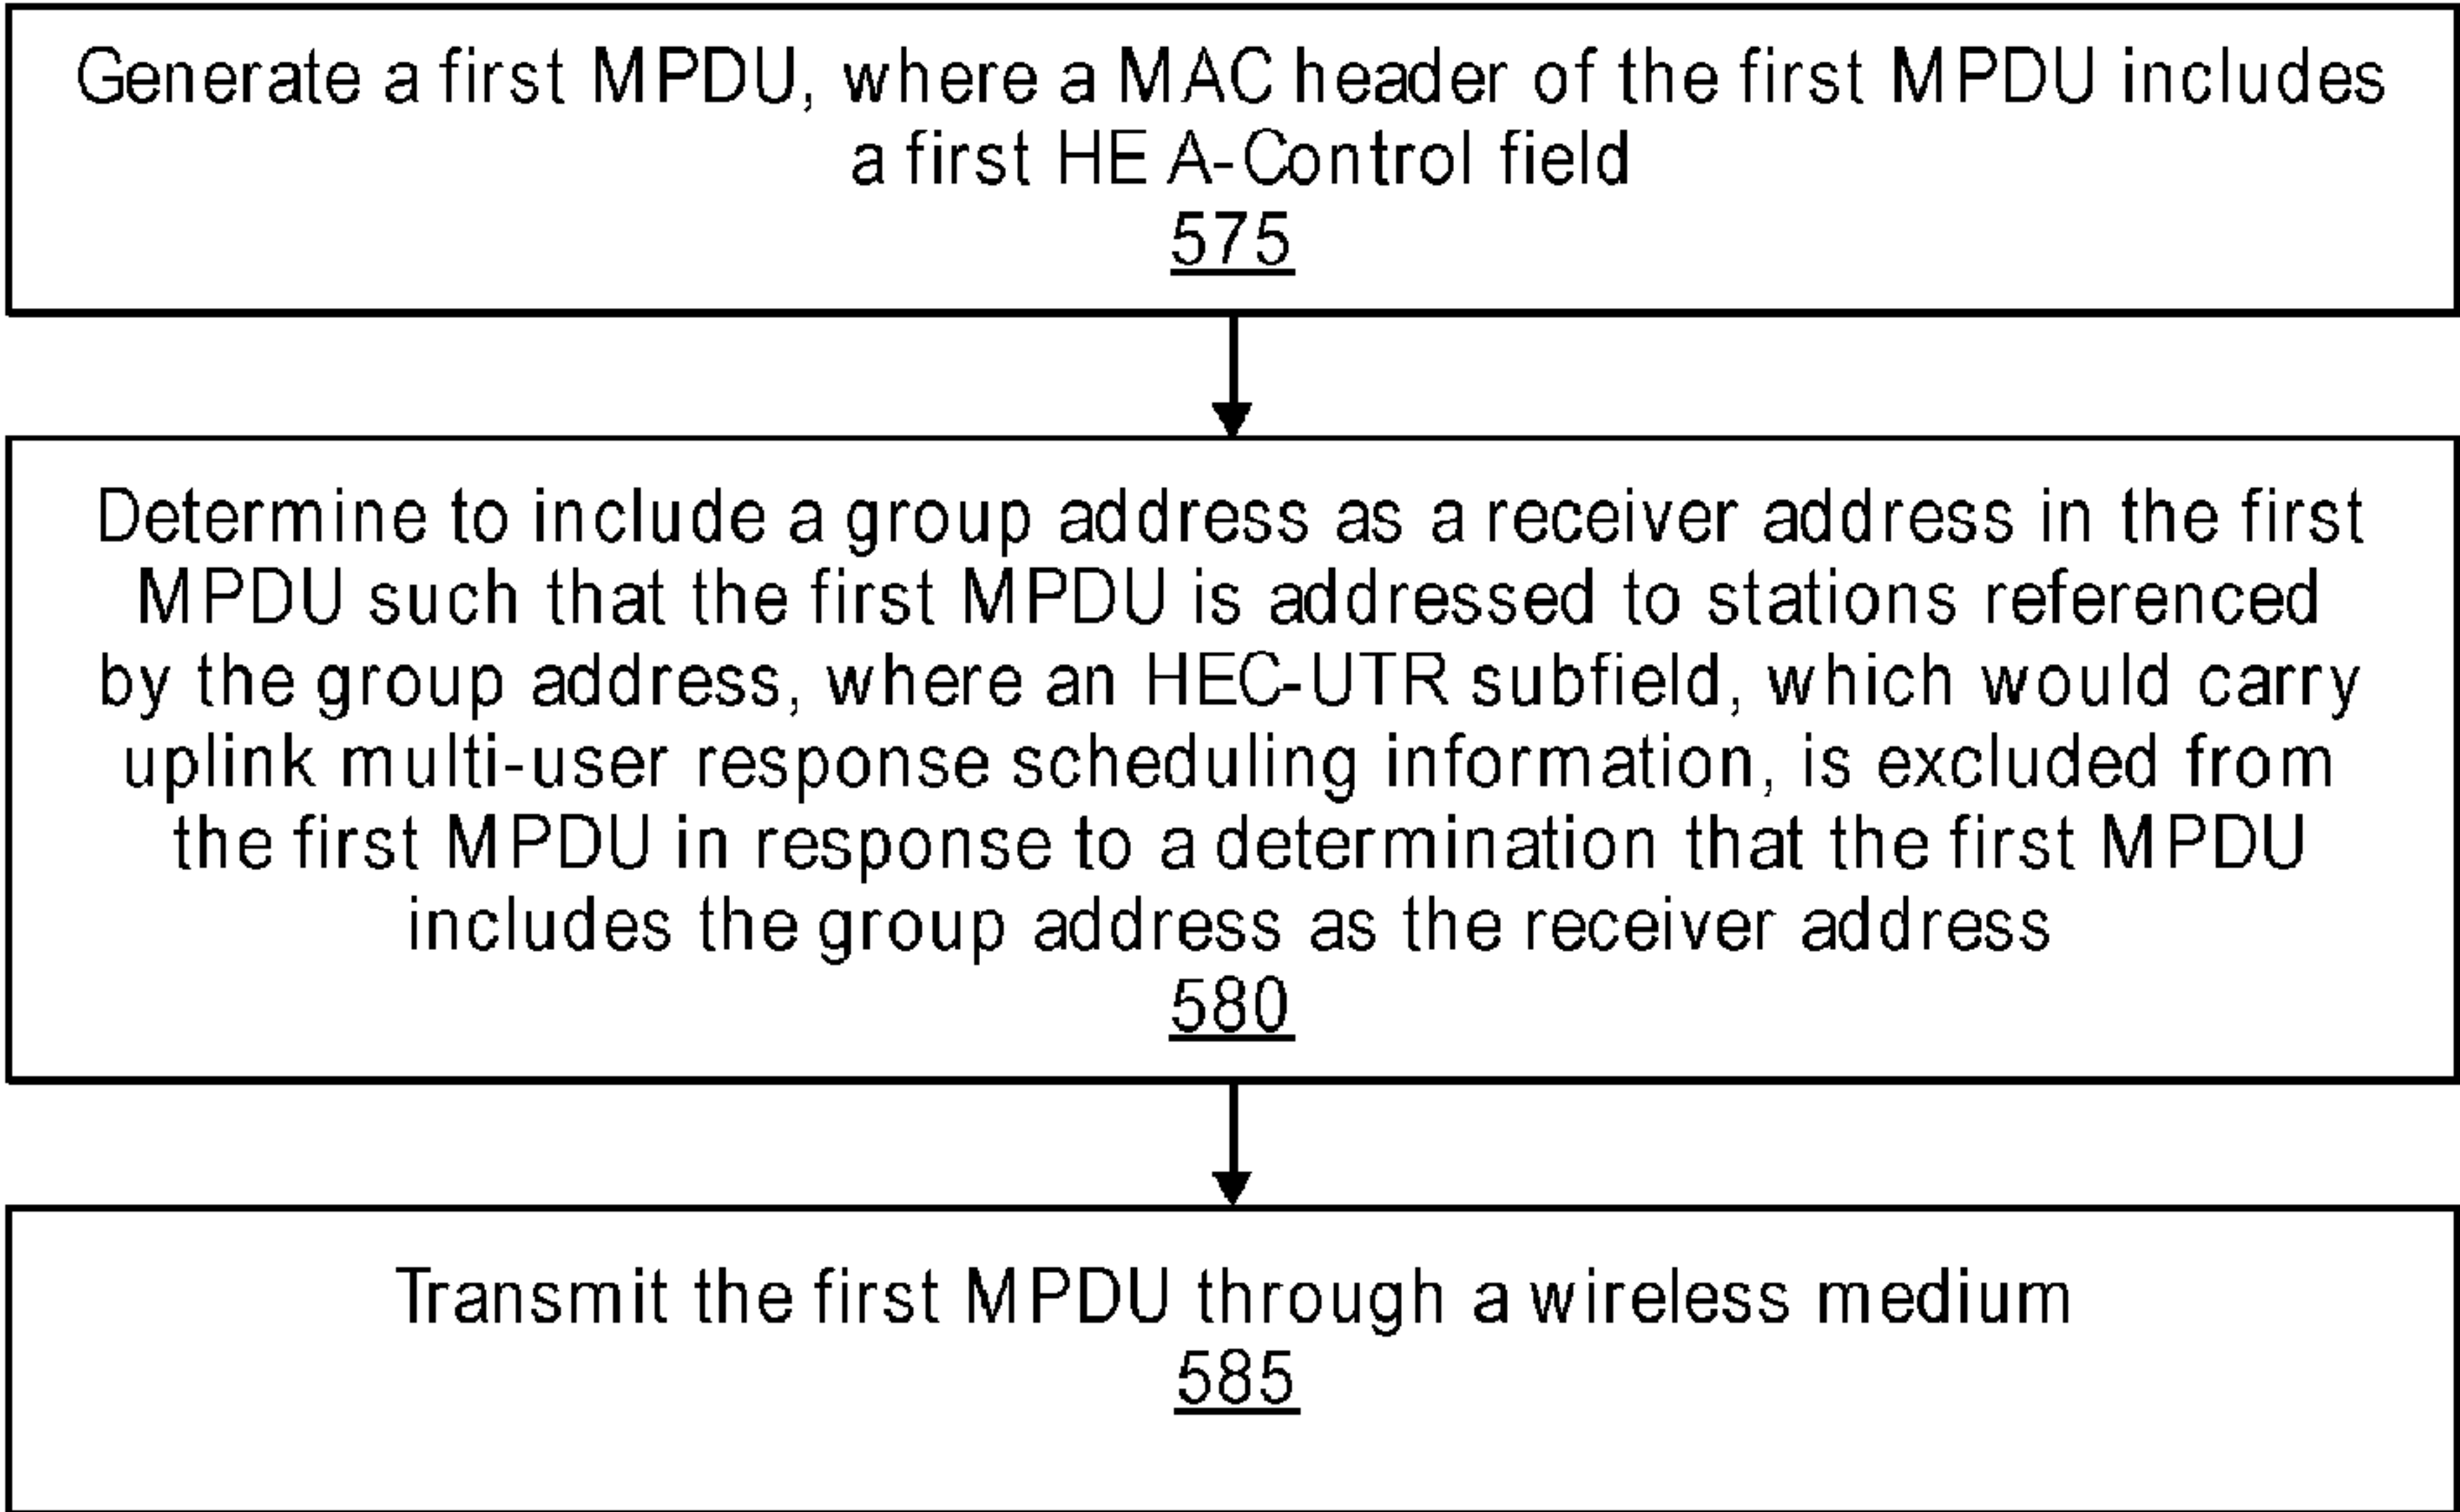 Generate a first MPDU, where a MAC header of the first MPDU includes
a first HE A-Control field
575
Determine to include a group address as a receiver address in the first
MPDU such that the first MPDU is addressed to stations referenced
by the group address, where an HEC-UTR subfield, which would carry
uplink multi-user response scheduling information, is excluded from
the first MPDU in response to a determination that the first MPDU
includes the group address as the receiver address
580
Transmit the first MPDU through a wireless medium
585